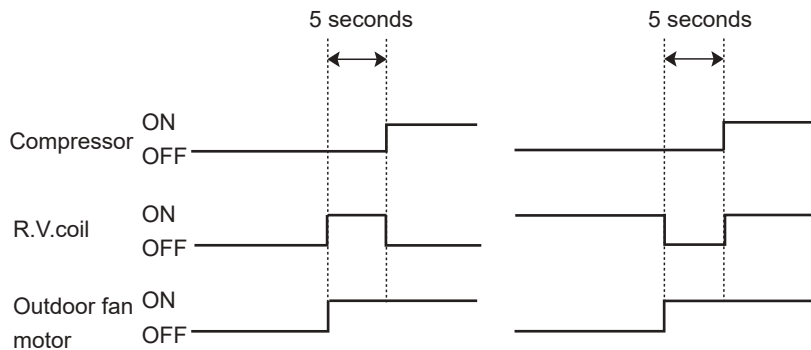 5 seconds
5 seconds
ON
Compressor
OFF
ON
R.V.coil
OFF
Outdoor fan ON
motor OFF